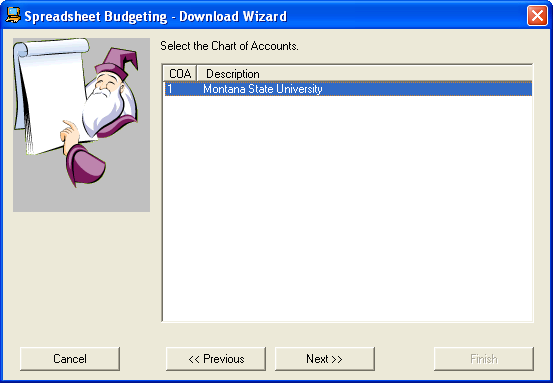 Spreadsheet Budgeting - Download Wizard
Select the Chart of Accounts.
COA Description
1 Montana State University
Cancel << Previous Next >> Finish